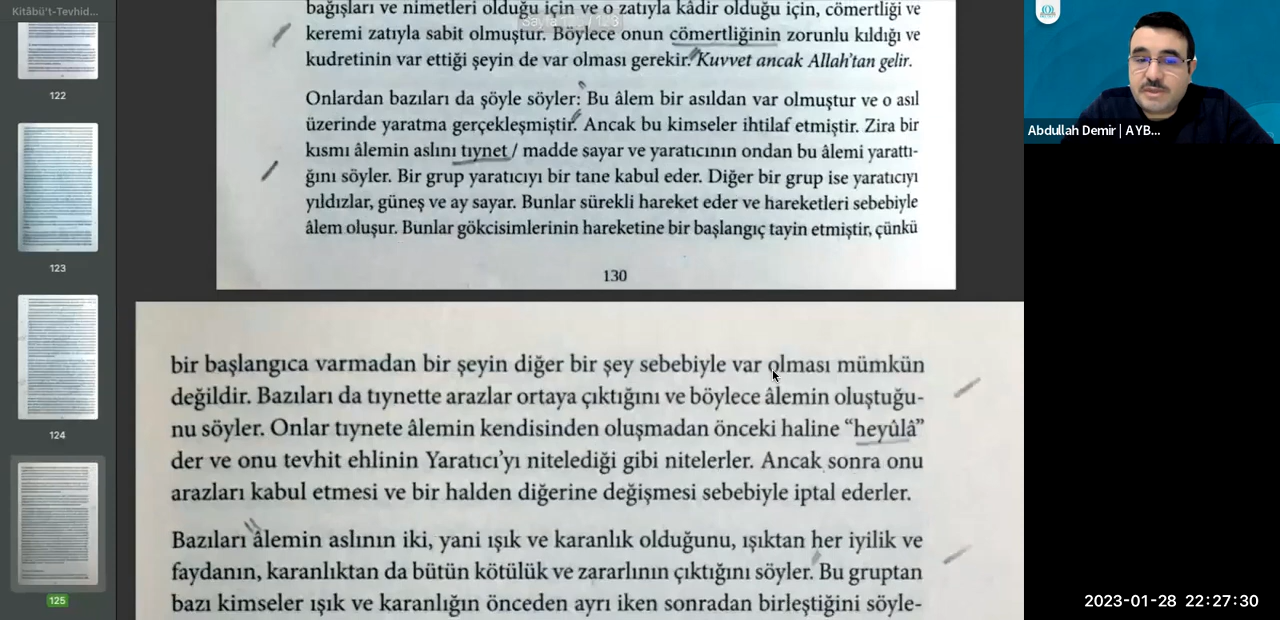 Kitâbü't-Tevhid...
122
123
124
125
bağışları ve nimetleri olduğu için ve o zatıyla kâdir olduğu için, cömertliği ve
keremi zatıyla sabit olmuştur. Böylece onun cömertliğinin zorunlu kıldığı ve
kudretinin var ettiği şeyin de var olması gerekir. Kuvvet ancak Allah'tan gelir.
Onlardan bazıları da şöyle söyler: Bu âlem bir asıldan var olmuştur ve o asıl
üzerinde yaratma gerçekleşmiştir. Ancak bu kimseler ihtilaf etmiştir. Zira bir
kısmı âlemin aslını tıynet / madde sayar ve yaratıcının ondan bu âlemi yarattı-
ğını söyler. Bir grup yaratıcıyı bir tane kabul eder. Diğer bir grup ise yaratıcıyı
yıldızlar, güneş ve ay sayar. Bunlar sürekli hareket eder ve hareketleri sebebiyle
âlem oluşur. Bunlar gökcisimlerinin hareketine bir başlangıç tayin etmiştir, çünkü
130
bir başlangıca varmadan bir şeyin diğer bir şey sebebiyle var olması mümkün
değildir. Bazıları da tıynette arazlar ortaya çıktığını ve böylece âlemin oluştuğu-
nu söyler. Onlar tıynete âlemin kendisinden oluşmadan önceki haline “heyûlâ”
der ve onu tevhit ehlinin Yaratıcı'yı nitelediği gibi nitelerler. Ancak sonra onu
arazları kabul etmesi ve bir halden diğerine değişmesi sebebiyle iptal ederler.
Bazıları âlemin aslının iki, yani ışık ve karanlık olduğunu, ışıktan her iyilik ve
faydanın, karanlıktan da bütün kötülük ve zararlının çıktığını söyler. Bu gruptan
bazı kimseler ışık ve karanlığın önceden ayrı iken sonradan birleştiğini söyle-
Abdullah Demir | AYB...
2023-01-28 22:27:30